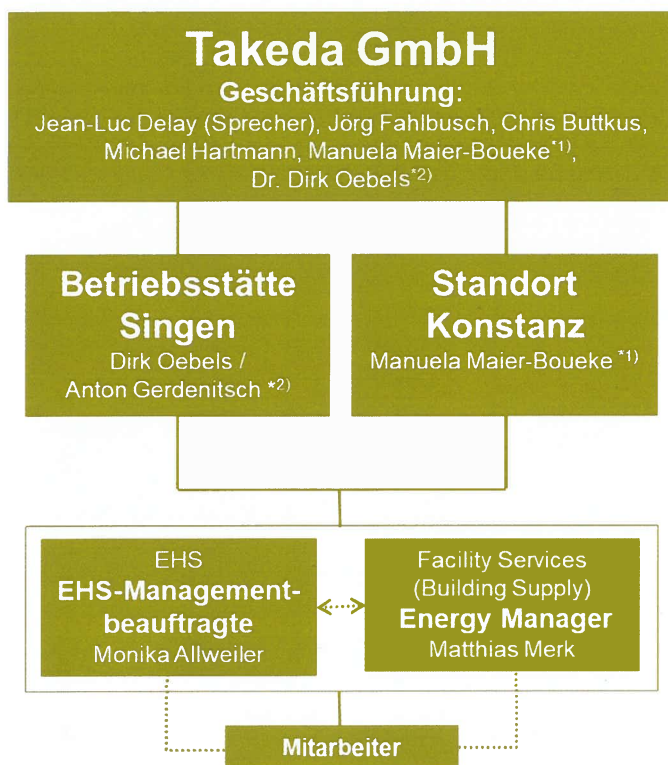 Takeda GmbH
Geschäftsführung:
Jean-Luc Delay (Sprecher), Jörg Fahlbusch, Chris Buttkus,
Michael Hartmann, Manuela Maier-Boueke*1),
Dr. Dirk Oebels*2)
Betriebsstätte
Singen
Dirk Oebels /
Anton Gerdenitsch *2)
Standort
Konstanz
Manuela Maier-Boueke *1)
EHS
EHS-Management-
beauftragte
Monika Allweiler
Facility Services
(Building Supply)
Energy Manager
Matthias Merk
Mitarbeiter